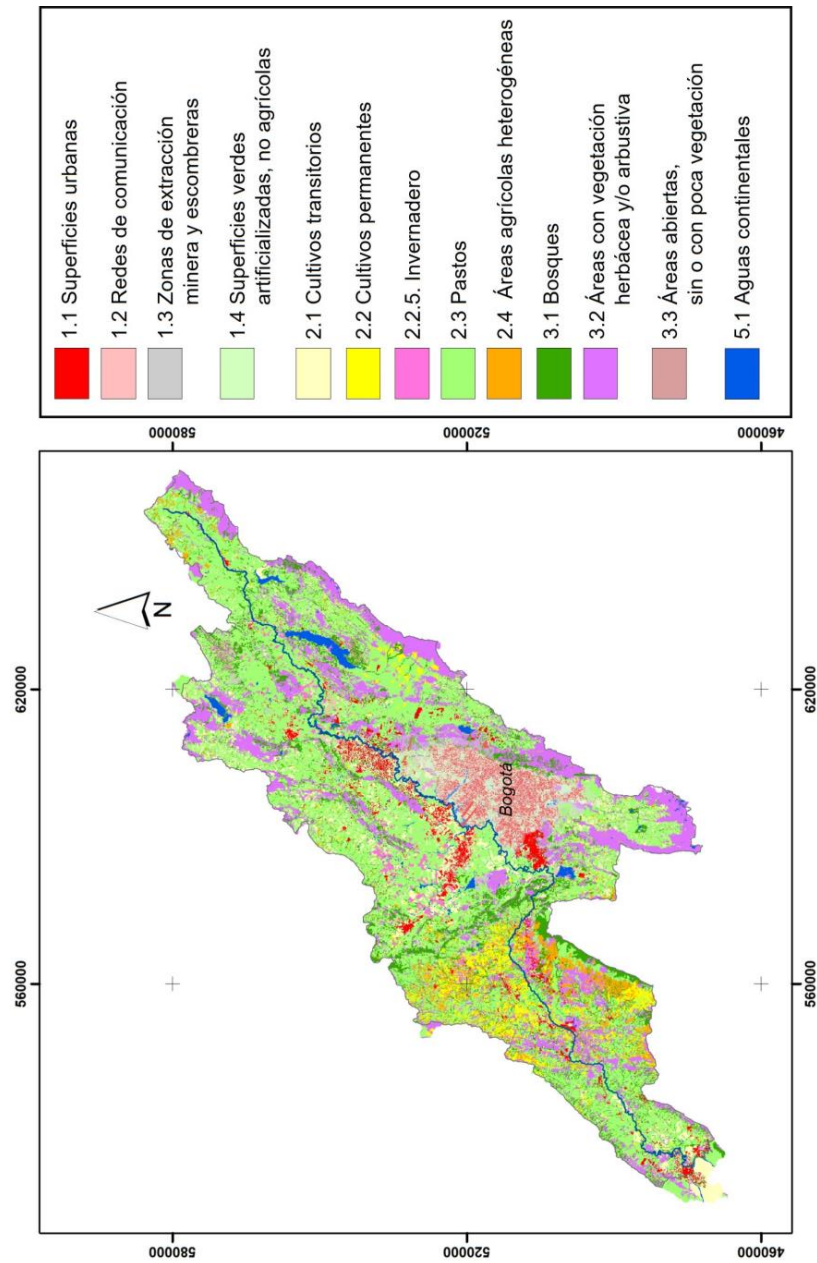 1.1 Superficies urbanas
1.2 Redes de comunicación
1.3 Zonas de extracción
minera y escombreras
1.4 Superficies verdes
artificializadas, no agrícolas
2.1 Cultivos transitorios
2.2 Cultivos permanentes
2.2.5. Invernadero
2.3 Pastos
2.4 Áreas agrícolas heterogéneas
3.1 Bosques
3.2 Áreas con vegetación
herbácea y/o arbustiva
3.3 Áreas abiertas,
sin o con poca vegetación
5.1 Aguas continentales
580000
520000
460000
N
Bogotá
560000
620000
560000
620000
580000
520000
460000